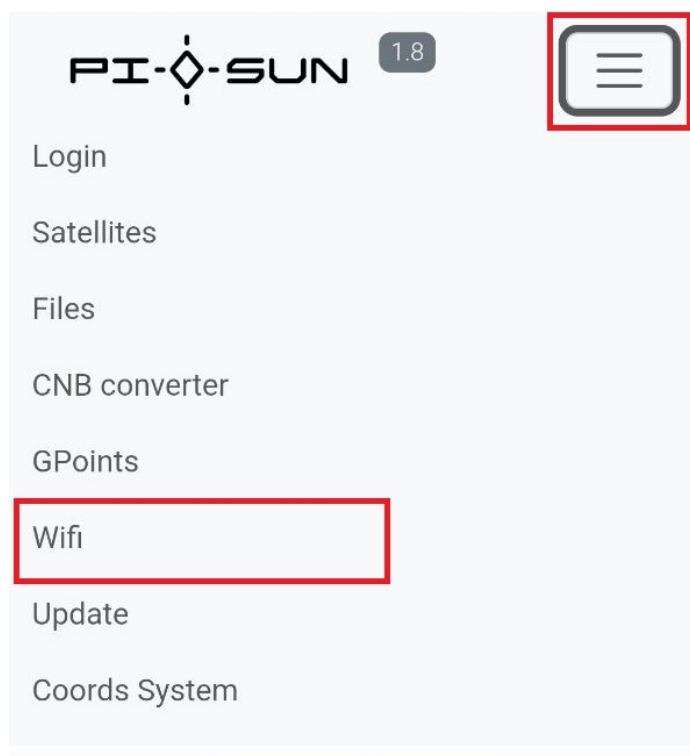 PI-SUN 1.8
Login
Satellites
Files
CNB converter
GPoints
Wifi
Update
Coords System